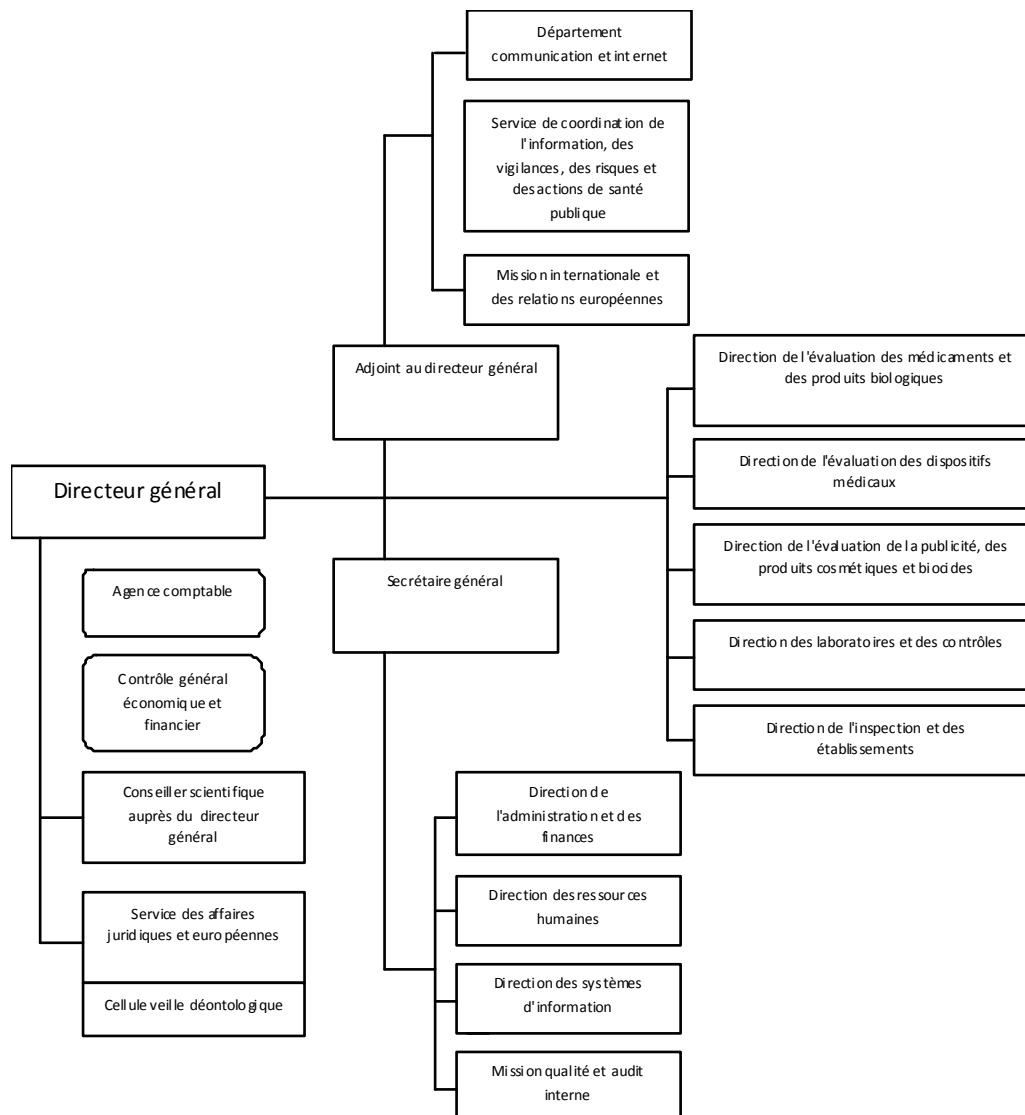 Département
communication et internet
Service de coordination de
l'information, des
vigilances, des risques et
des actions de santé
publique
Mission internationale et
des relations européennes
Adjoint au directeur général
Direction de l'évaluation des médicaments et
des produits biologiques
Direction de l'évaluation des dispositifs
médicaux
Directeur général
Direction de l'évaluation de la publicité, des
produits cosmétiques et biocides
Secrétaire général
Agence comptable
Direction des laboratoires et des contrôles
Contrôle général
économique et
financier
Direction de l'inspection et des
établissements
Conseiller scientifique
auprès du directeur
général
Direction de
l'administration et des
finances
Service des affaires
juridiques et européennes
Cellule veille déontologique
Direction des ressources
humaines
Direction des systèmes
d'information
Mission qualité et audit
interne